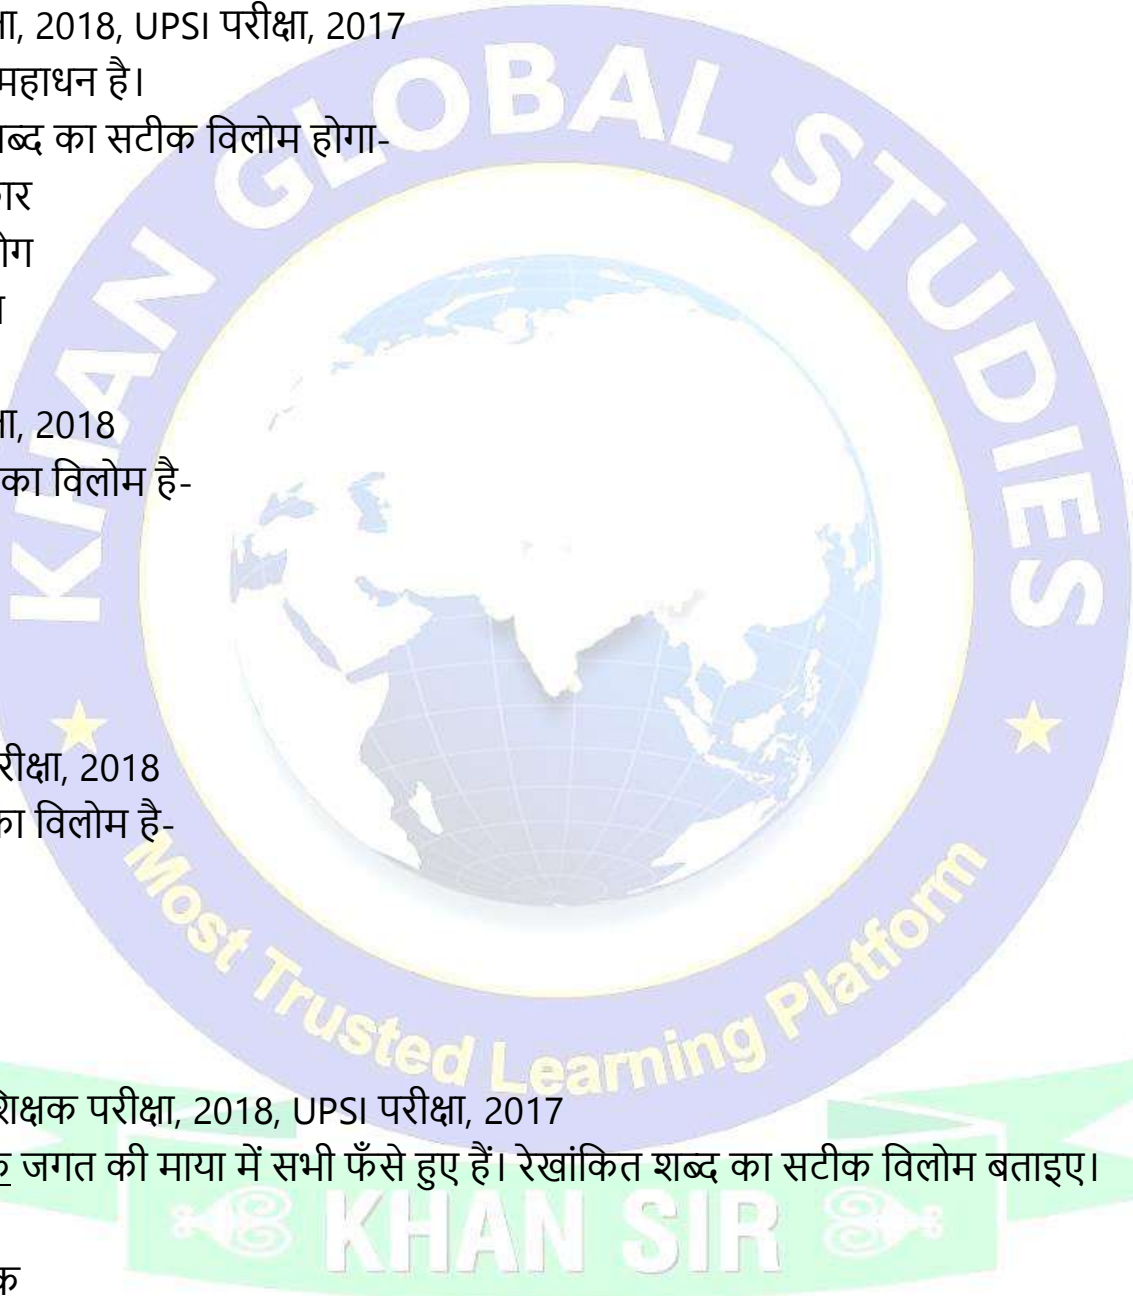 ा, 2018, UPSI परीक्षा, 2017
महाधन है।
ब्द का सटीक विलोम होगा-
ार
ोग
ा, 2018
का विलोम है-
रीक्षा, 2018
का विलोम है-
शिक्षक परीक्षा, 2018, UPSI परीक्षा, 2017
क जगत की माया में सभी फँसे हुए हैं। रेखांकित शब्द का सटीक विलोम बताइए।
क
KHAN GLOBAL STUDIES
Most Trusted Learning Platform
KHAN SIR